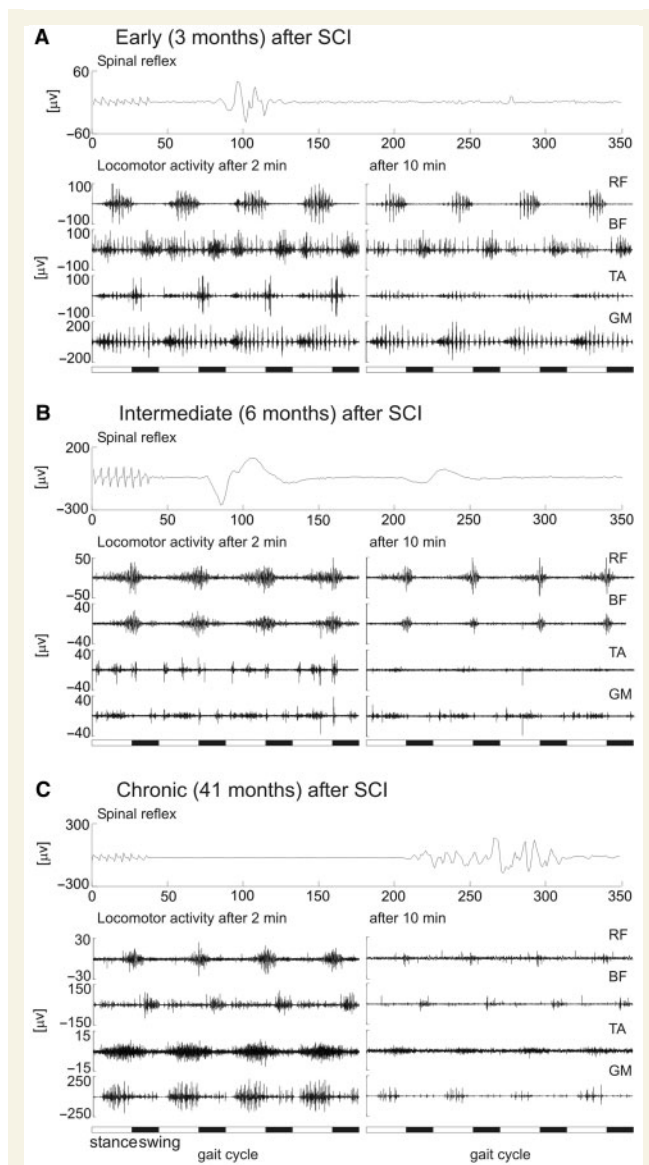 A Early (3 months) after SCI
Spinal reflex
60
[μv]
−60
0 50 100 150 200 250 300 350
Locomotor activity after 2 min after 10 min
RF
100
−100
BF
100
−100
[μv]
TA
100
−100
GM
200
−200
B Intermediate (6 months) after SCI
Spinal reflex
200
[μv]
−300
0 50 100 150 200 250 300 350
Locomotor activity after 2 min after 10 min
RF
50
−50
BF
40
−40
[μv]
TA
40
−40
GM
40
−40
C Chronic (41 months) after SCI
Spinal reflex
300
[μv]
−300
0 50 100 150 200 250 300 350
Locomotor activity after 2 min after 10 min
RF
30
−30
BF
150
−150
[μv]
TA
15
−15
GM
250
−250
stance swing
gait cycle gait cycle